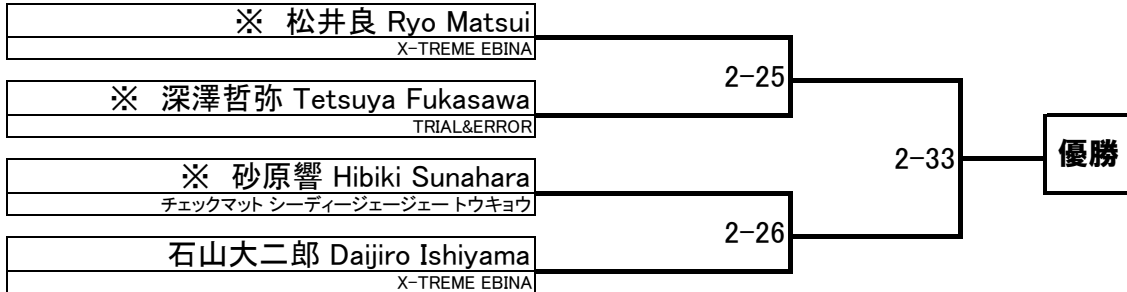 ※ 松井良 Ryo Matsui
X-TREME EBINA
2-25
※ 深澤哲弥 Tetsuya Fukasawa
TRIAL&ERROR
2-33
優勝
※ 砂原響 Hibiki Sunahara
チェックマット シーディージェージェー トウキョウ
2-26
石山大二郎 Daijiro Ishiyama
X-TREME EBINA